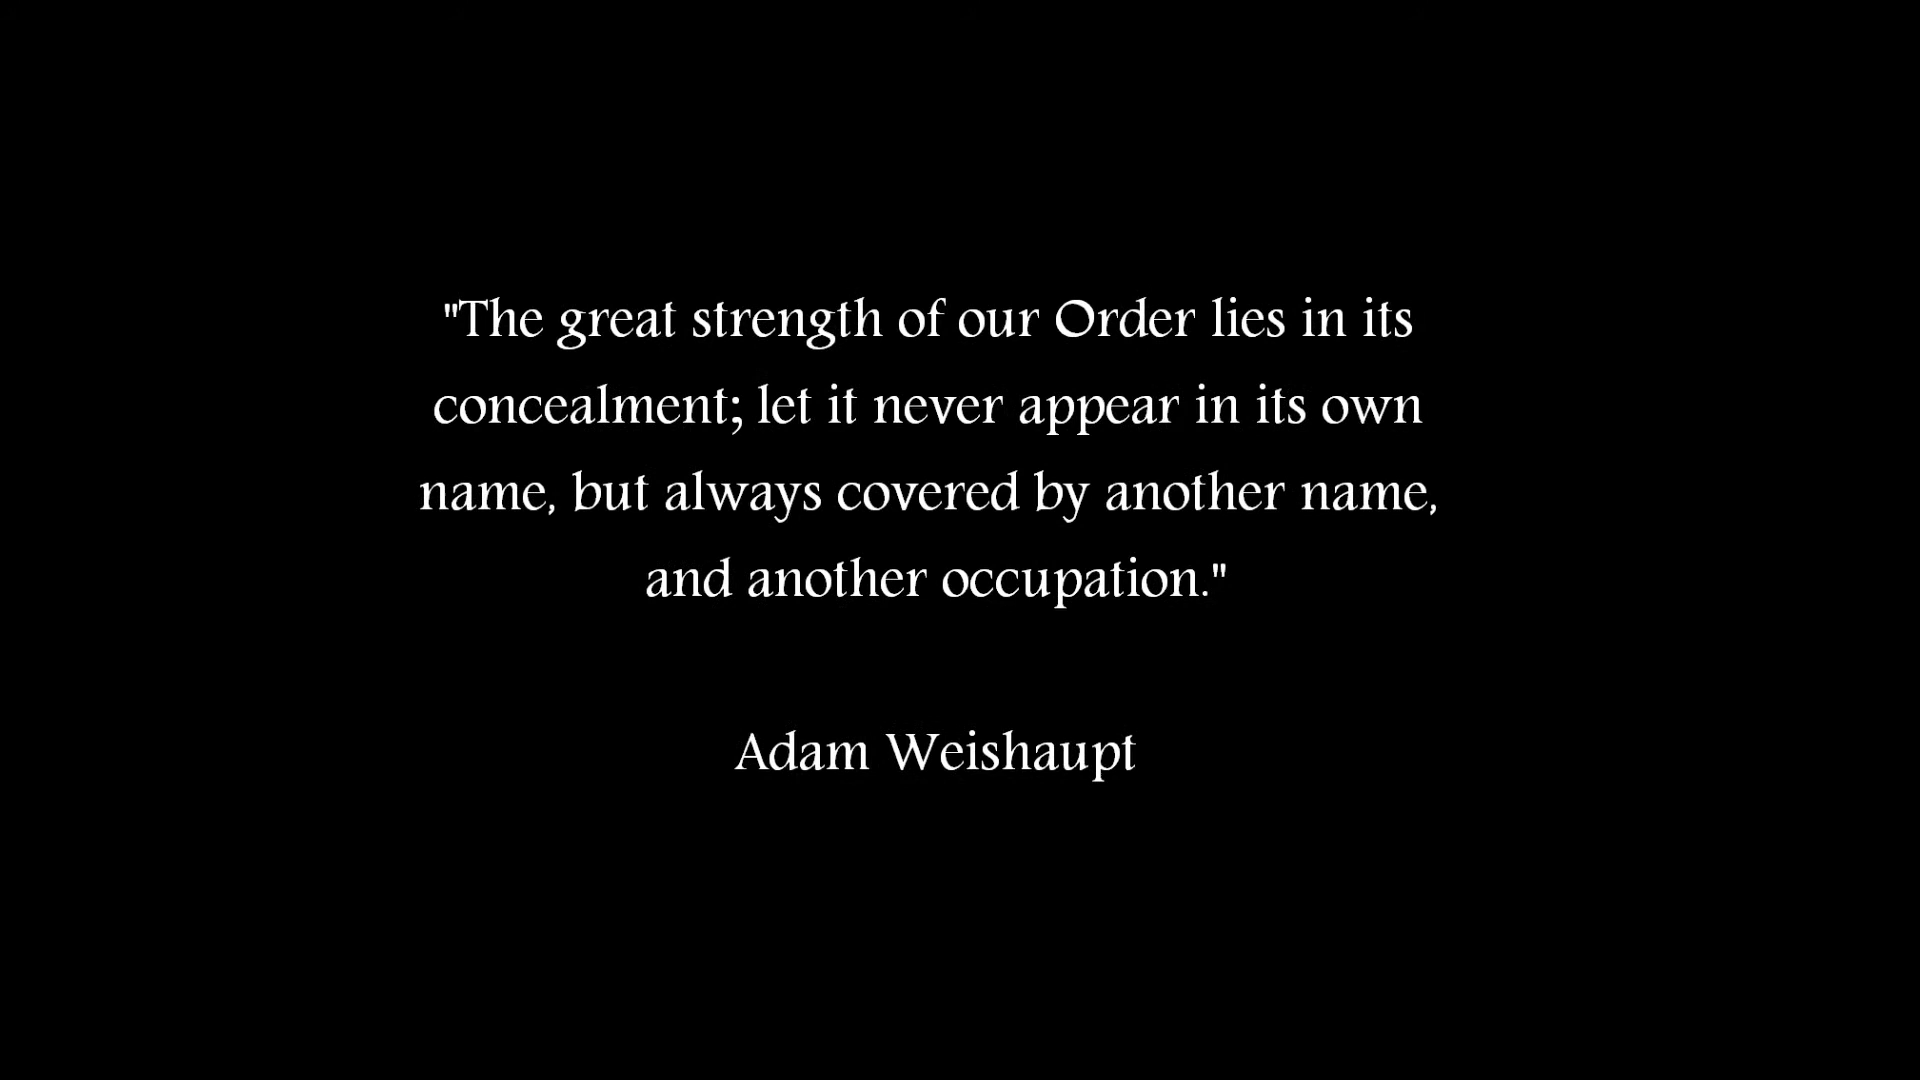 "The great strength of our Order lies in its
concealment; let it never appear in its own
name, but always covered by another name,
and another occupation."
Adam Weishaupt